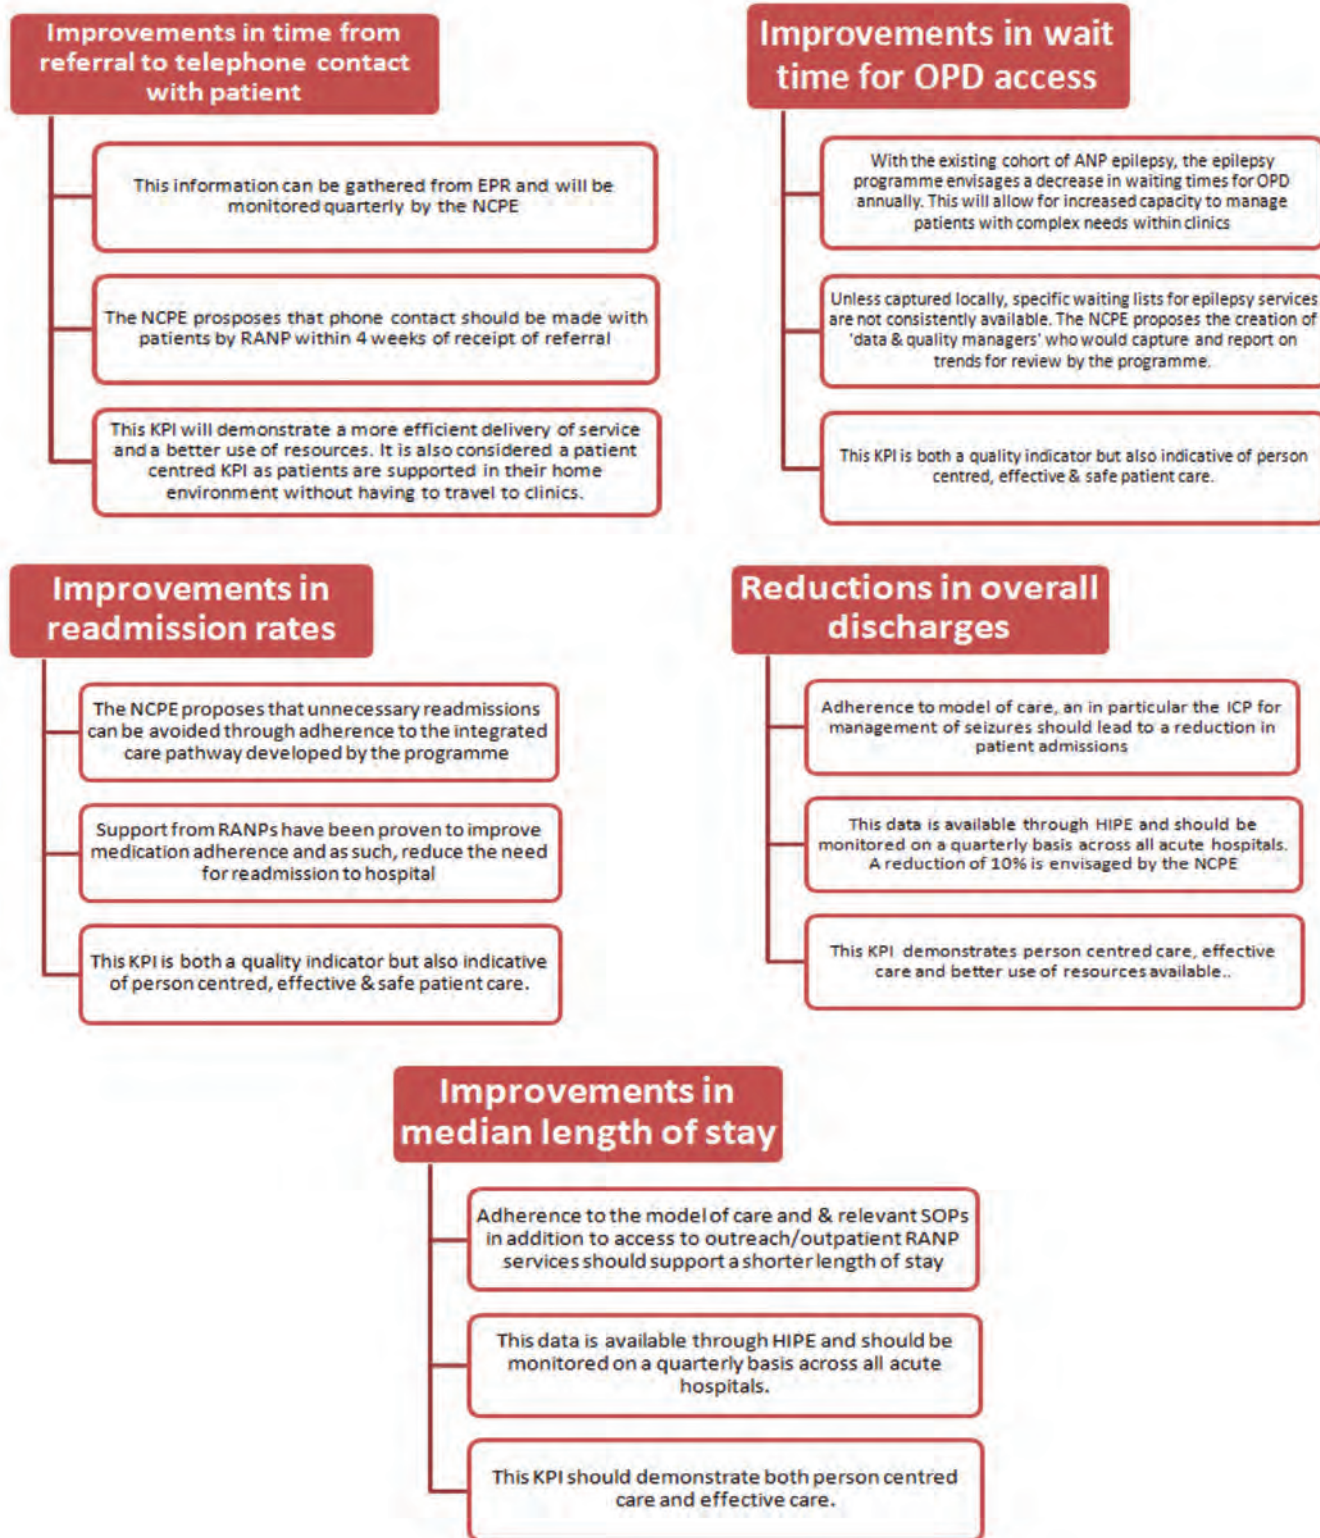 Improvements in time from
referral to telephone contact
with patient
This information can be gathered from EPR and will be
monitored quarterly by the NCPE
The NCPE prosposes that phone contact should be made with
patients by RANP within 4 weeks of receipt of referral
This KPI will demonstrate a more efficient delivery of service
and a better use of resources. It is also considered a patient
centred KPI as patients are supported in their home
environment without having to travel to clinics.
Improvements in wait
time for OPD access
With the existing cohort of ANP epilepsy, the epilepsy
programme envisages a decrease in waiting times for OPD
annually. This will allow for increased capacity to manage
patients with complex needs within clinics
Unless captured locally, specific waiting lists for epilepsy services
are not consistently available. The NCPE proposes the creation of
'data & quality managers' who would capture and report on
trends for review by the programme.
This KPI is both a quality indicator but also indicative of person
centred, effective & safe patient care.
Improvements in
readmission rates
The NCPE proposes that unnecessary readmissions
can be avoided through adherence to the integrated
care pathway developed by the programme
Support from RANPs have been proven to improve
medication adherence and as such, reduce the need
for readmission to hospital
This KPI is both a quality indicator but also indicative
of person centred, effective & safe patient care.
Reductions in overall
discharges
Adherence to model of care, an in particular the ICP for
management of seizures should lead to a reduction in
patient admissions
This data is available through HIPE and should be
monitored on a quarterly basis across all acute hospitals.
A reduction of 10% is envisaged by the NCPE
This KPI demonstrates person centred care, effective
care and better use of resources available..
Improvements in
median length of stay
Adherence to the model of care and & relevant SOPs
in addition to access to outreach/outpatient RANP
services should support a shorter length of stay
This data is available through HIPE and should be
monitored on a quarterly basis across all acute
hospitals.
This KPI should demonstrate both person centred
care and effective care.